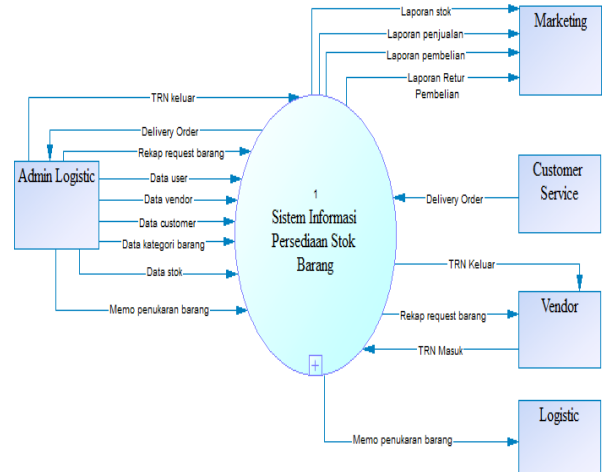 Laporan stok
Laporan penjualan
Laporan pembelian
Laporan Retur
Pembelian
Marketing
TRN keluar
Delivery Order
Rekap request barang
Admin Logistic
Data user
Data vendor
Data customer
Data kategori barang
Data stok
Memo penukaran barang
1
Sistem Informasi
Persediaan Stok
Barang
Customer
Service
Delivery Order
TRN Keluar
Vendor
Rekap request barang
TRN Masuk
Logistic
Memo penukaran barang